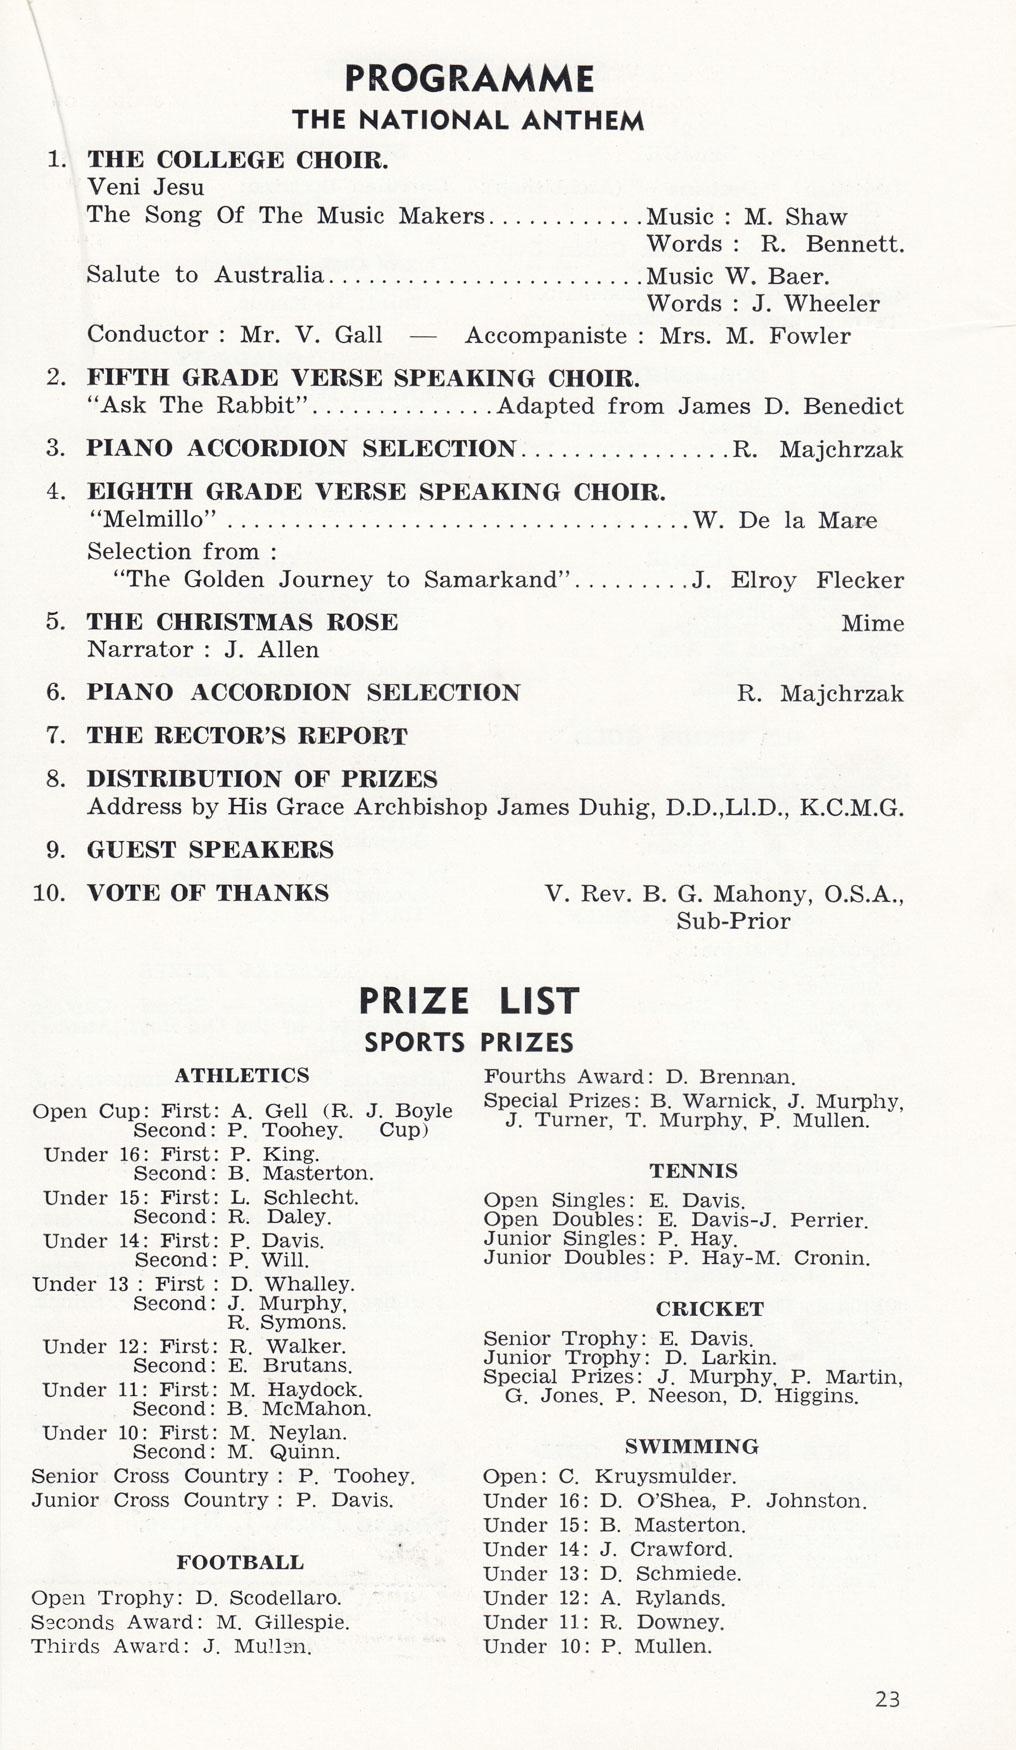 PROGRAMME
THE NATIONAL ANTHEM
1. THE COLLEGE CHOIR.
Veni Jesu
The Song Of The Music Makers............Music : M. Shaw
Words : R. Bennett.
Salute to Australia........................Music W. Baer.
Words : J. Wheeler
Conductor : Mr. V. Gall — Accompaniste : Mrs. M. Fowler
2. FIFTH GRADE VERSE SPEAKING CHOIR.
"Ask The Rabbit"..............Adapted from James D. Benedict
3. PIANO ACCORDION SELECTION................R. Majchrzak
4. EIGHTH GRADE VERSE SPEAKING CHOIR.
"Melmillo" ...................................W. De la Mare
Selection from :
"The Golden Journey to Samarkand".........J. Elroy Flecker
5. THE CHRISTMAS ROSE Mime
Narrator : J. Allen
6. PIANO ACCORDION SELECTION R. Majchrzak
7. THE RECTOR'S REPORT
8. DISTRIBUTION OF PRIZES
Address by His Grace Archbishop James Duhig, D.D.,Ll.D., K.C.M.G.
9. GUEST SPEAKERS
10. VOTE OF THANKS V. Rev. B. G. Mahony, O.S.A.,
Sub-Prior
PRIZE LIST
SPORTS PRIZES
ATHLETICS
Open Cup: First: A. Gell (R. J. Boyle
Second: P. Toohey. Cup)
Under 16: First: P. King.
Second: B. Masterton.
Under 15: First: L. Schlecht.
Second: R. Daley.
Under 14: First: P. Davis.
Second: P. Will.
Under 13 : First : D. Whalley.
Second: J. Murphy,
R. Symons.
Under 12: First: R. Walker.
Second: E. Brutans.
Under 11: First: M. Haydock.
Second: B. McMahon.
Under 10: First: M. Neylan.
Second: M. Quinn.
Senior Cross Country : P. Toohey.
Junior Cross Country : P. Davis.
FOOTBALL
Open Trophy: D. Scodellaro.
Seconds Award: M. Gillespie.
Thirds Award: J. Mullen.
Fourths Award: D. Brennan.
Special Prizes: B. Warnick, J. Murphy,
J. Turner, T. Murphy, P. Mullen.
TENNIS
Open Singles: E. Davis.
Open Doubles: E. Davis-J. Perrier.
Junior Singles: P. Hay.
Junior Doubles: P. Hay-M. Cronin.
CRICKET
Senior Trophy: E. Davis.
Junior Trophy: D. Larkin.
Special Prizes: J. Murphy, P. Martin,
G. Jones, P. Neeson, D. Higgins.
SWIMMING
Open: C. Kruysmulder.
Under 16: D. O'Shea, P. Johnston.
Under 15: B. Masterton.
Under 14: J. Crawford.
Under 13: D. Schmiede.
Under 12: A. Rylands.
Under 11: R. Downey.
Under 10: P. Mullen.
23